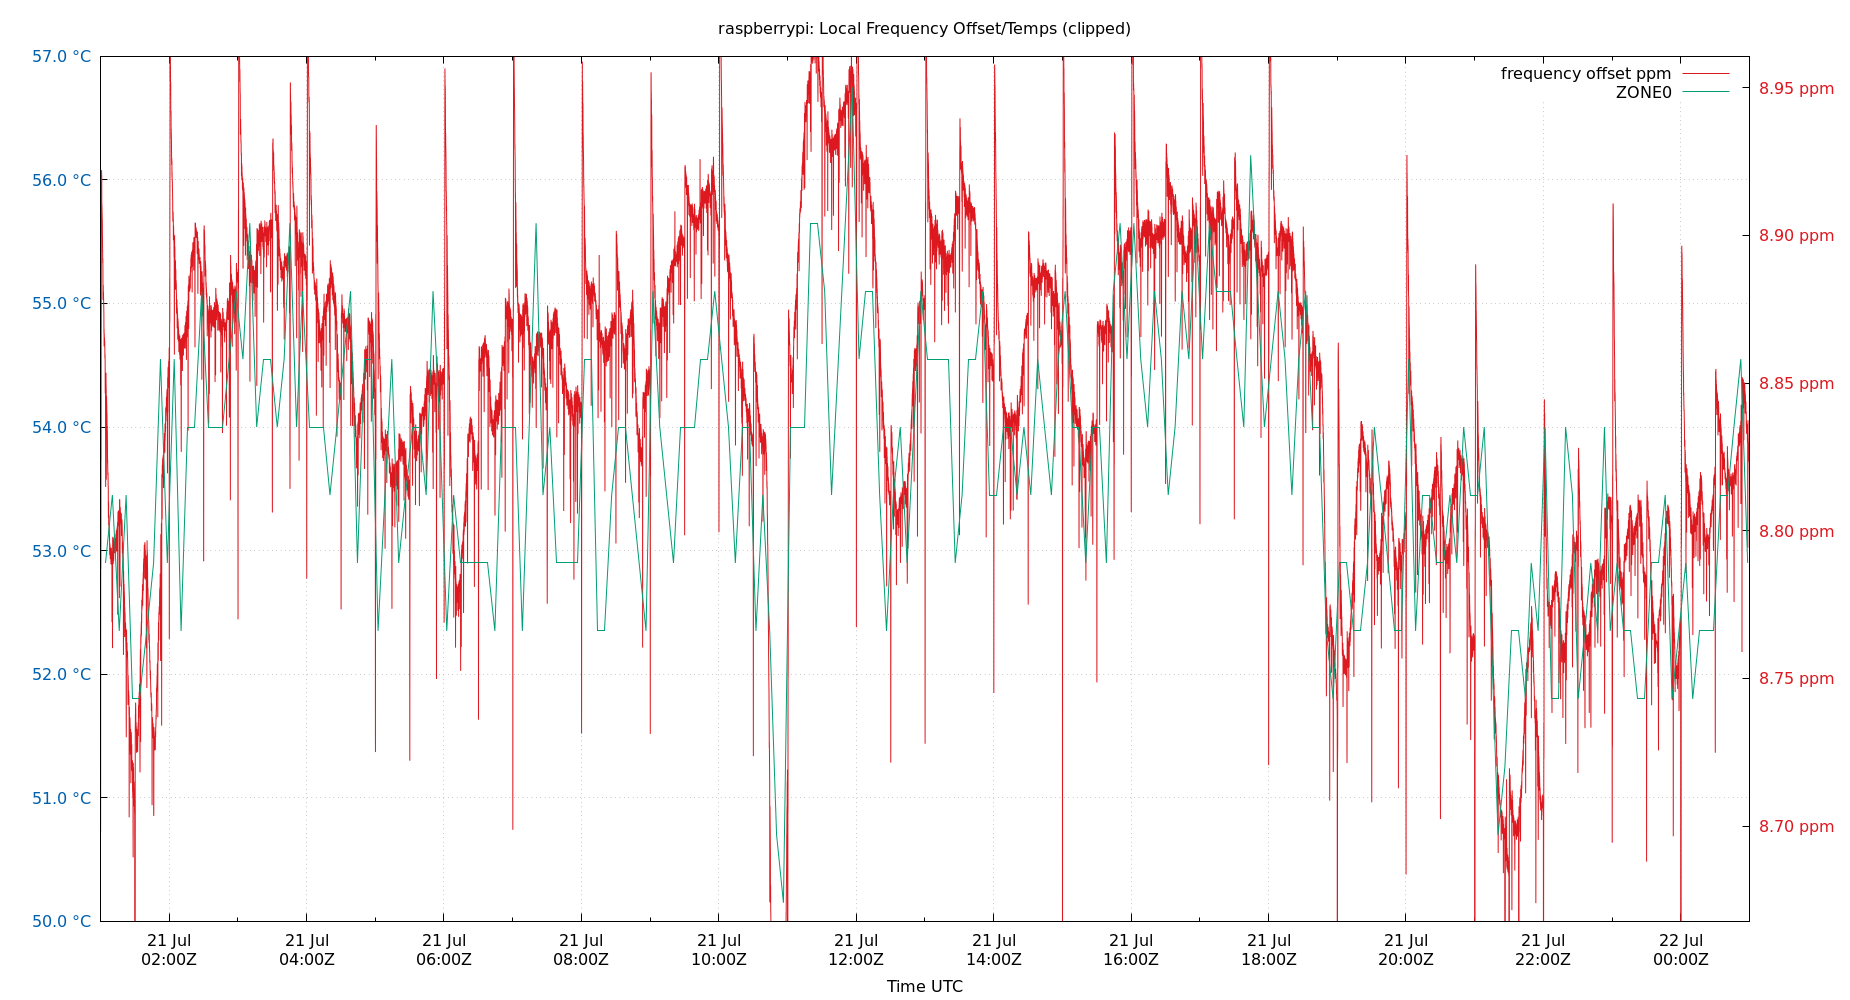 raspberrypi: Local Frequency Offset/Temps (clipped)
57.0 °C
56.0 °C
55.0 °C
54.0 °C
53.0 °C
52.0 °C
51.0 °C
50.0 °C
frequency offset ppm
ZONE0
8.95 ppm
8.90 ppm
8.85 ppm
8.80 ppm
8.75 ppm
8.70 ppm
21 Jul 21 Jul 21 Jul 21 Jul 21 Jul 21 Jul 21 Jul 21 Jul 21 Jul 21 Jul 21 Jul 22 Jul
02:00Z 04:00Z 06:00Z 08:00Z 10:00Z 12:00Z 14:00Z 16:00Z 18:00Z 20:00Z 22:00Z 00:00Z
Time UTC